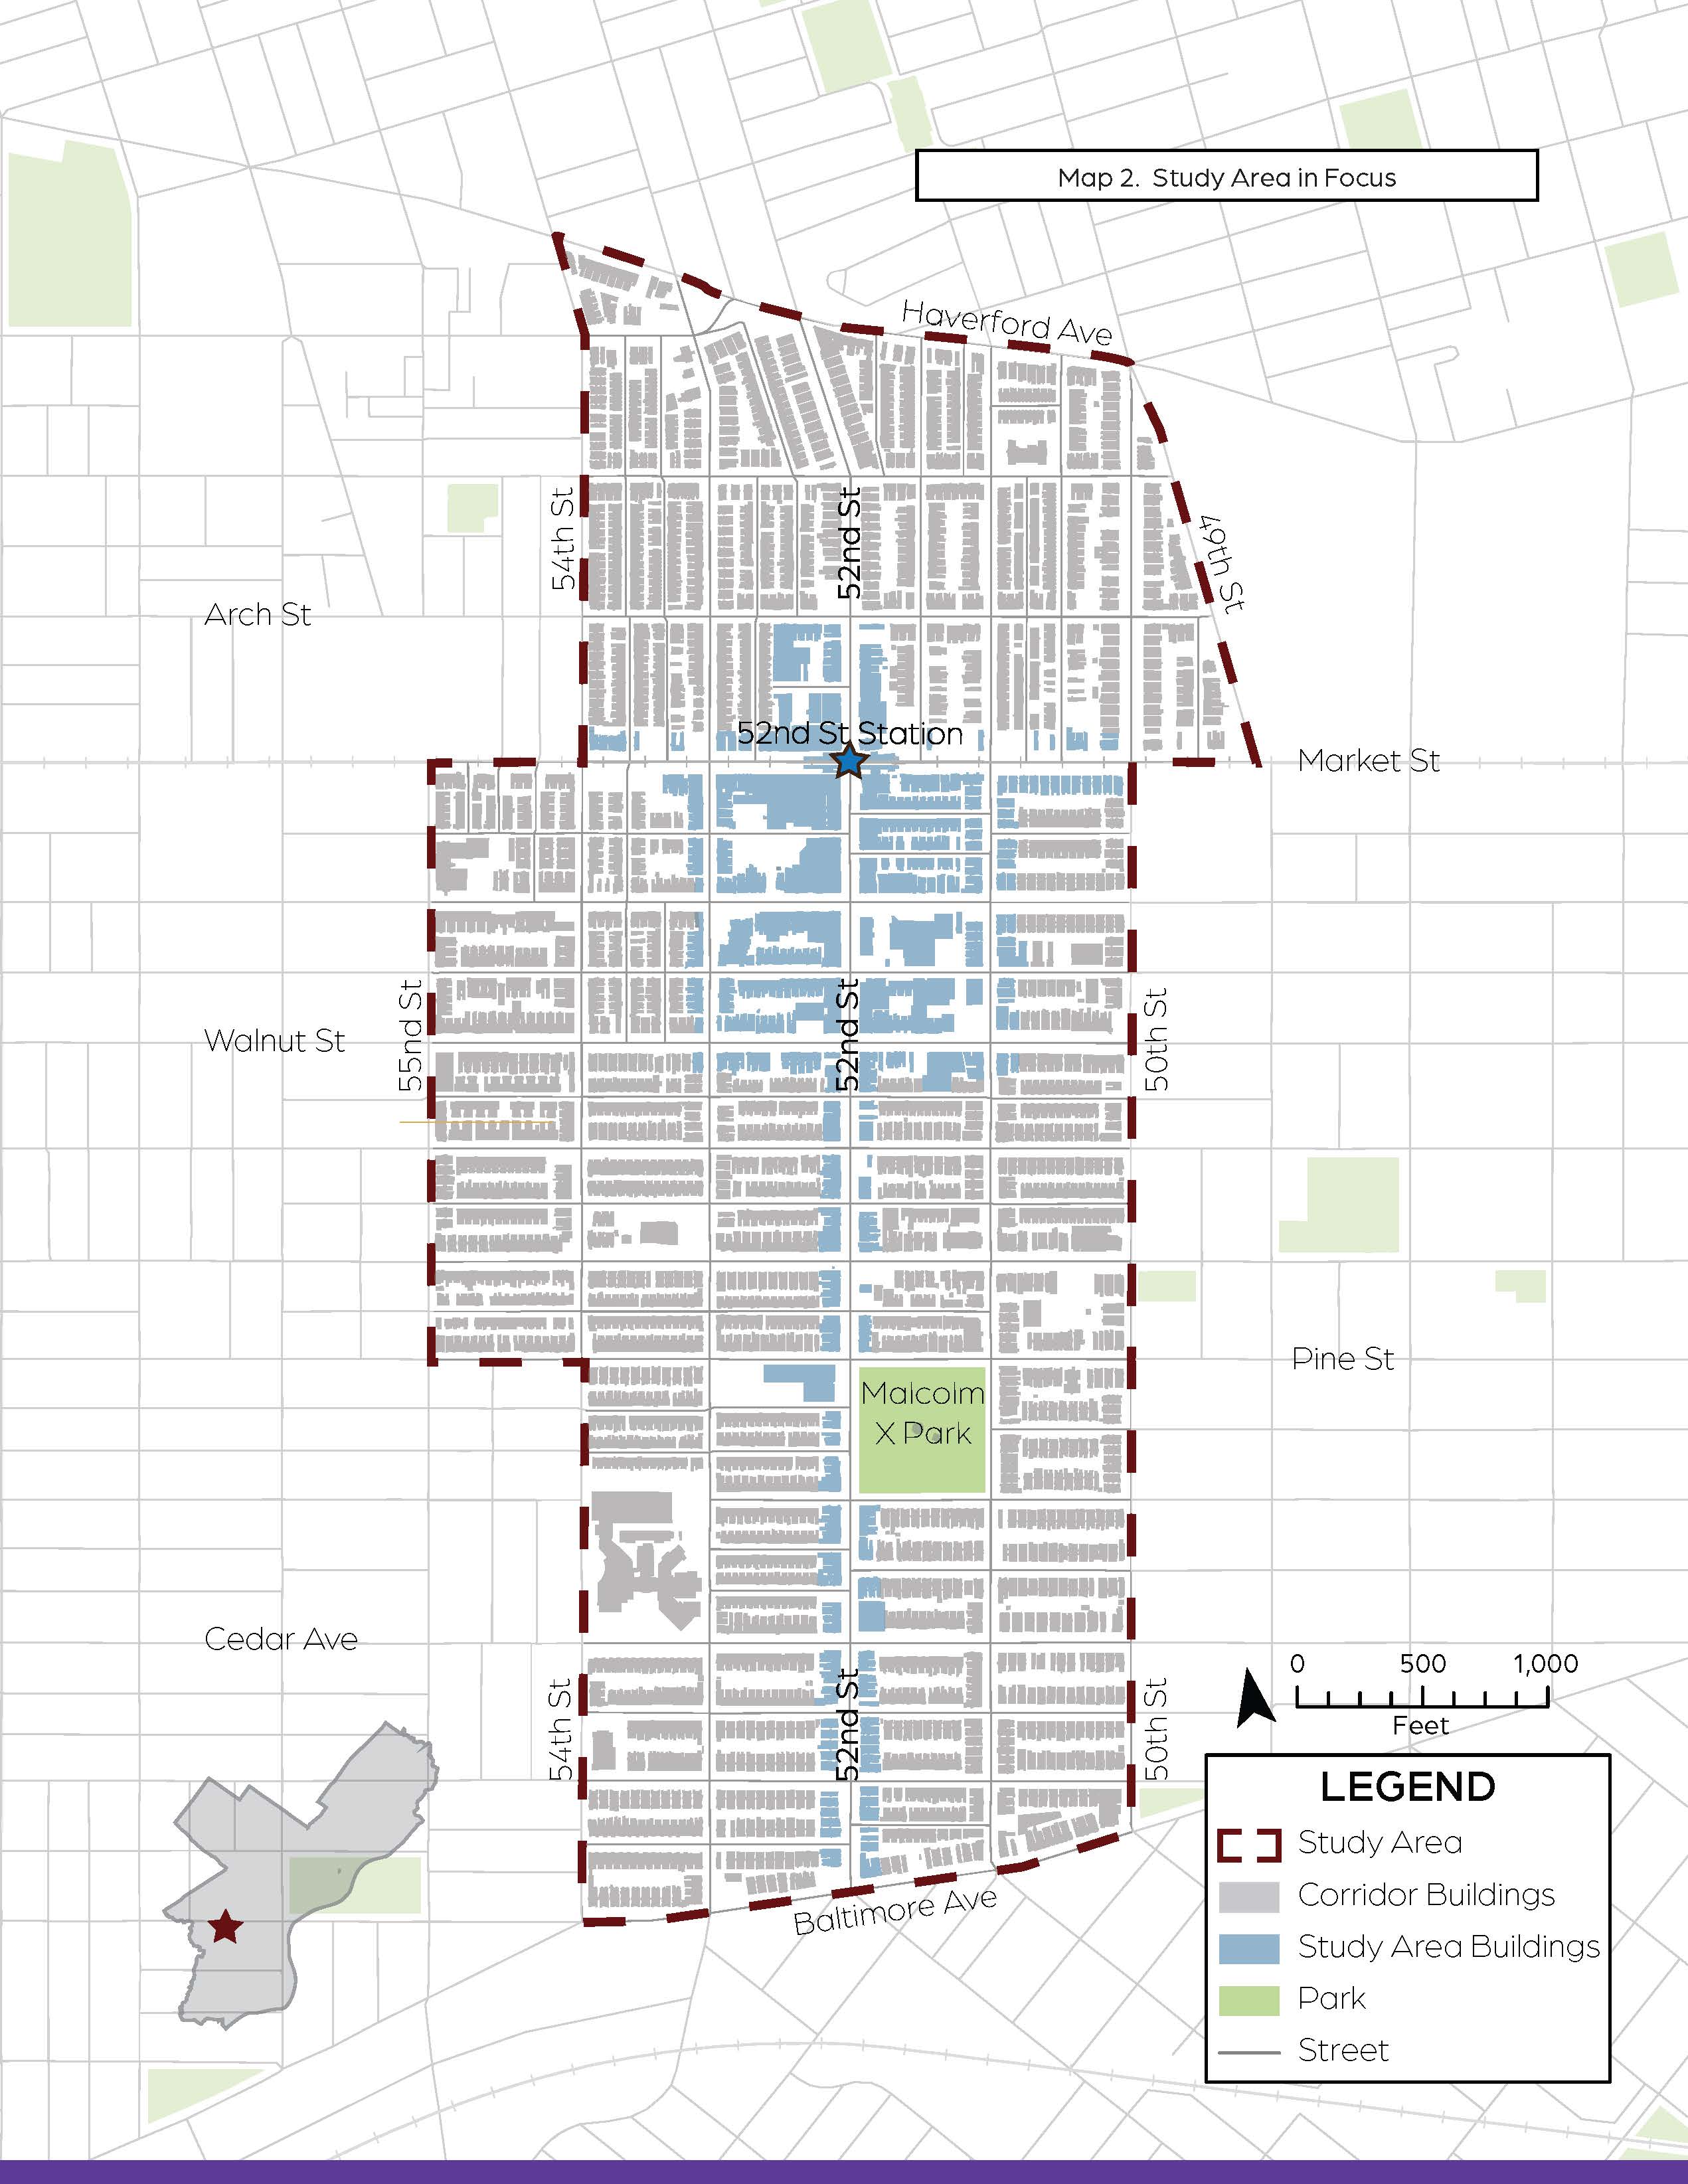 Map 2.  Study Area in Focus
Haverford Ave
54th St
52nd St
49th St
Arch St
52nd St Station
Market St
55nd St
Walnut St
52nd St
50th St
Pine St
Malcolm
X Park
Cedar Ave
54th St
52nd St
50th St
0 500 1,000
Feet
Baltimore Ave
LEGEND
Study Area
Corridor Buildings
Study Area Buildings
Park
Street